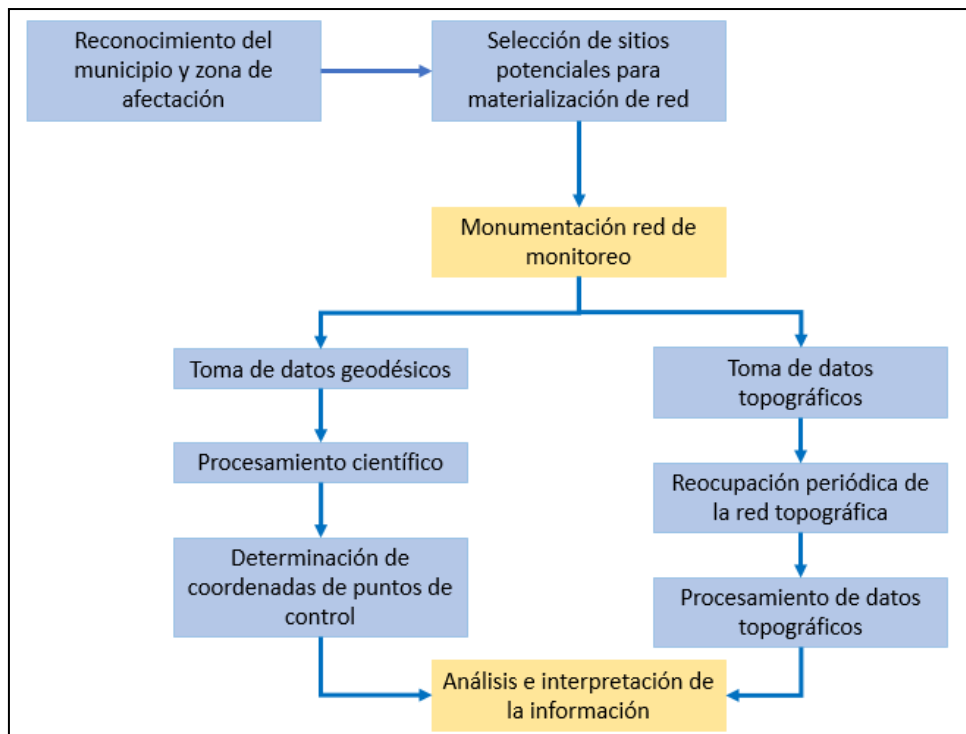 Reconocimiento del
municipio y zona de
afectación
Selección de sitios
potenciales para
materialización de red
Monumentación red de
monitoreo
Toma de datos geodésicos
Procesamiento científico
Determinación de
coordenadas de puntos de
control
Toma de datos
topográficos
Reocupación periódica de
la red topográfica
Procesamiento de datos
topográficos
Análisis e interpretación de
la información